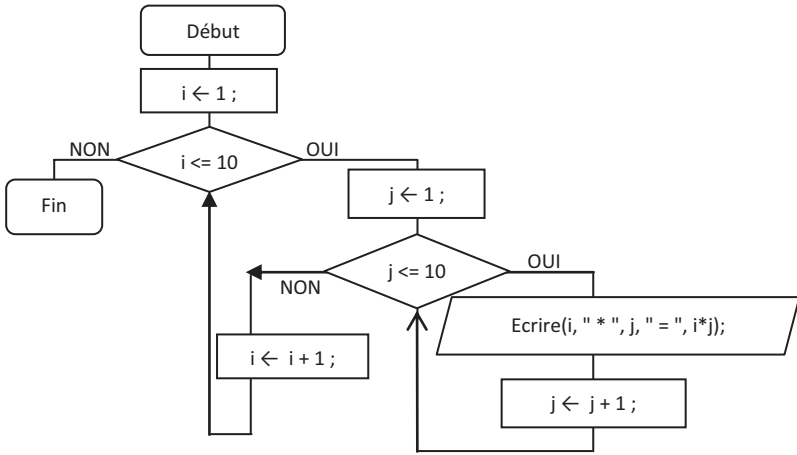 Début
i ← 1 ;
NON
i <= 10
OUI
Fin
j ← 1 ;
j <= 10
OUI
NON
Ecrire(i, " * ", j, " = ", i*j);
i ← i + 1 ;
j ← j + 1 ;